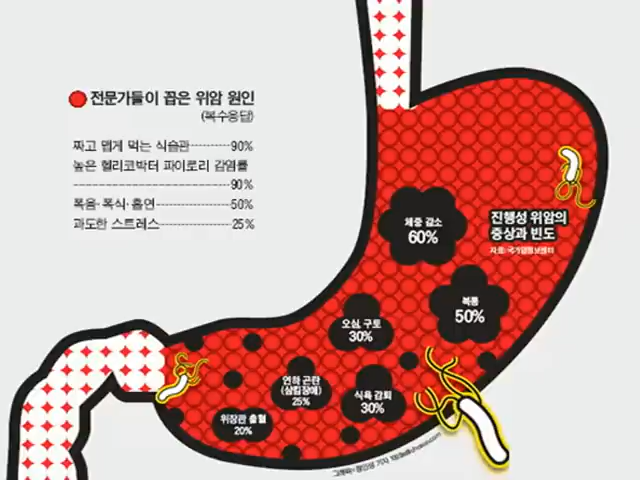 전문가들이 꼽은 위암 원인
(복수응답)
짜고 맵게 먹는 식습관 90%
높은 헬리코박터 파이로리 감염률
90%
폭음·폭식·흡연 50%
과도한 스트레스 25%
진행성 위암의
증상과 빈도
체중 감소
60%
복통
50%
오심, 구토
30%
연하 곤란
(삼킴장애)
25%
식욕 감퇴
30%
위장관 출혈
20%